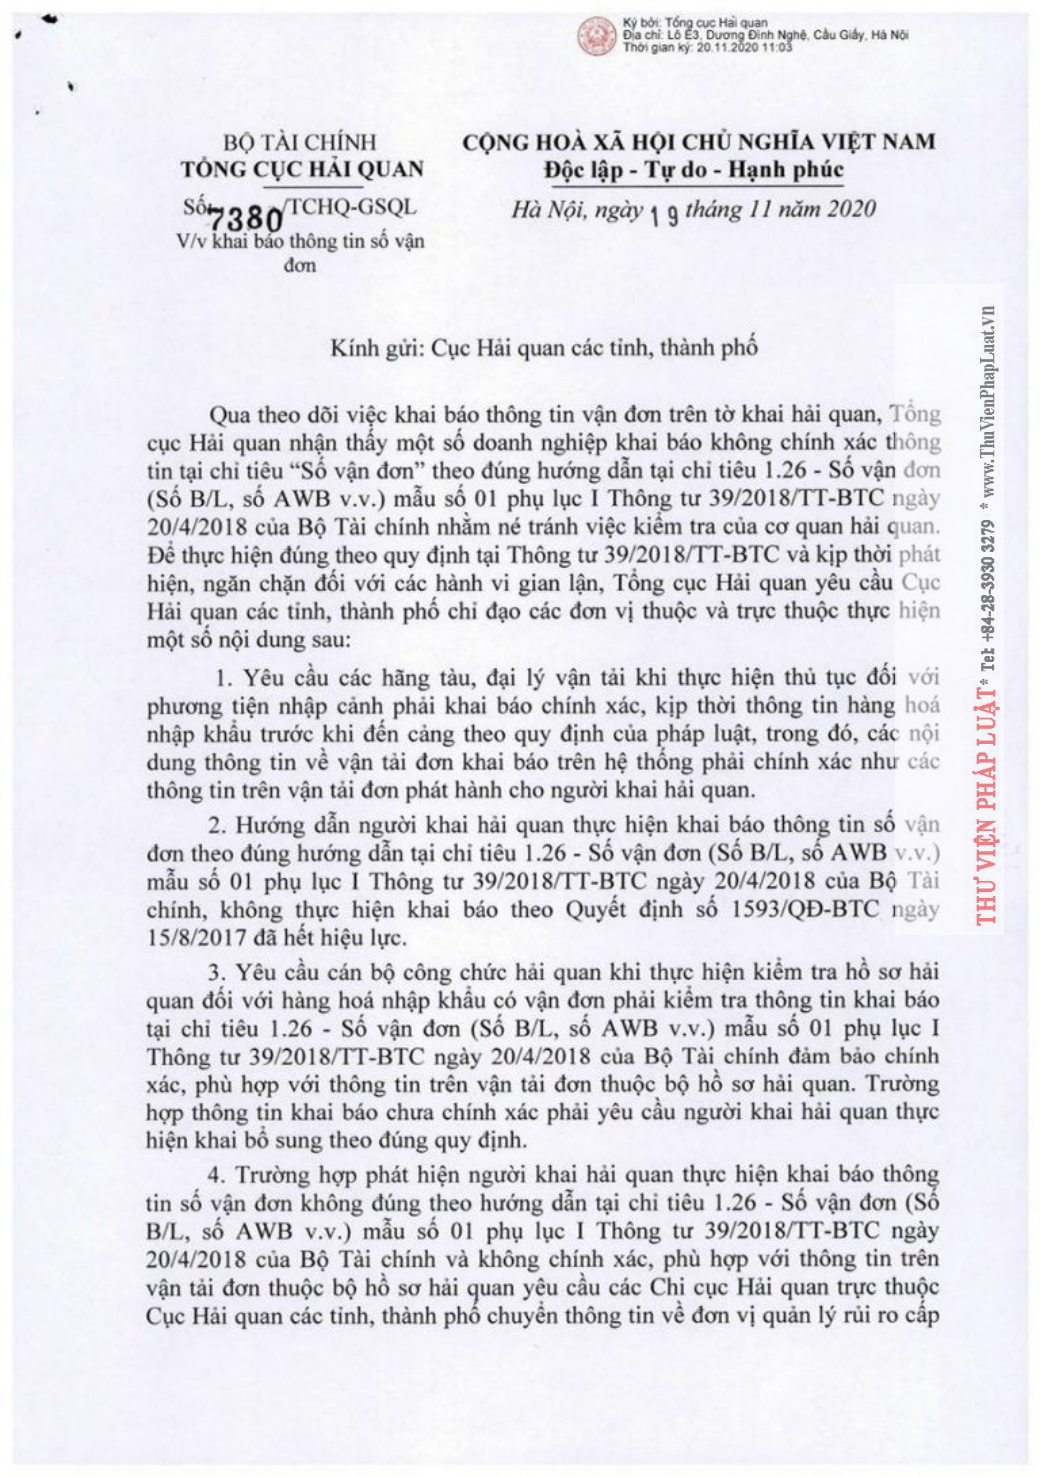 Ký bởi: Tổng cục Hải quan
Địa chỉ: Lô E3, Dương Đình Nghệ, Cầu Giấy, Hà Nội
Thời gian ký: 20.11.2020 11:03
BỘ TÀI CHÍNH
TỔNG CỤC HẢI QUAN
Số: 7380/TCHQ-GSQL
V/v khai báo thông tin số vận
đơn
CỘNG HOÀ XÃ HỘI CHỦ NGHĨA VIỆT NAM
Độc lập - Tự do - Hạnh phúc
Hà Nội, ngày 19 tháng 11 năm 2020
Kính gửi: Cục Hải quan các tỉnh, thành phố
Qua theo dõi việc khai báo thông tin vận đơn trên tờ khai hải quan, Tổng
cục Hải quan nhận thấy một số doanh nghiệp khai báo không chính xác thông
tin tại chỉ tiêu “Số vận đơn” theo đúng hướng dẫn tại chỉ tiêu 1.26 - Số vận đơn
(Số B/L, số AWB v.v.) mẫu số 01 phụ lục I Thông tư 39/2018/TT-BTC ngày
20/4/2018 của Bộ Tài chính nhằm né tránh việc kiểm tra của cơ quan hải quan.
Để thực hiện đúng theo quy định tại Thông tư 39/2018/TT-BTC và kịp thời phát
hiện, ngăn chặn đối với các hành vi gian lận, Tổng cục Hải quan yêu cầu Cục
Hải quan các tỉnh, thành phố chỉ đạo các đơn vị thuộc và trực thuộc thực hiện
một số nội dung sau:
1. Yêu cầu các hãng tàu, đại lý vận tải khi thực hiện thủ tục đối với
phương tiện nhập cảnh phải khai báo chính xác, kịp thời thông tin hàng hoá
nhập khẩu trước khi đến cảng theo quy định của pháp luật, trong đó, các nội
dung thông tin về vận tải đơn khai báo trên hệ thống phải chính xác như các
thông tin trên vận tải đơn phát hành cho người khai hải quan.
2. Hướng dẫn người khai hải quan thực hiện khai báo thông tin số vận
đơn theo đúng hướng dẫn tại chỉ tiêu 1.26 - Số vận đơn (Số B/L, số AWB v.v.)
mẫu số 01 phụ lục I Thông tư 39/2018/TT-BTC ngày 20/4/2018 của Bộ Tài
chính, không thực hiện khai báo theo Quyết định số 1593/QĐ-BTC ngày
15/8/2017 đã hết hiệu lực.
3. Yêu cầu cán bộ công chức hải quan khi thực hiện kiểm tra hồ sơ hải
quan đối với hàng hoá nhập khẩu có vận đơn phải kiểm tra thông tin khai báo
tại chỉ tiêu 1.26 - Số vận đơn (Số B/L, số AWB v.v.) mẫu số 01 phụ lục I
Thông tư 39/2018/TT-BTC ngày 20/4/2018 của Bộ Tài chính đảm bảo chính
xác, phù hợp với thông tin trên vận tải đơn thuộc bộ hồ sơ hải quan. Trường
hợp thông tin khai báo chưa chính xác phải yêu cầu người khai hải quan thực
hiện khai bổ sung theo đúng quy định.
4. Trường hợp phát hiện người khai hải quan thực hiện khai báo thông
tin số vận đơn không đúng theo hướng dẫn tại chỉ tiêu 1.26 - Số vận đơn (Số
B/L, số AWB v.v.) mẫu số 01 phụ lục I Thông tư 39/2018/TT-BTC ngày
20/4/2018 của Bộ Tài chính và không chính xác, phù hợp với thông tin trên
vận tải đơn thuộc bộ hồ sơ hải quan yêu cầu các Chi cục Hải quan trực thuộc
Cục Hải quan các tỉnh, thành phố chuyển thông tin về đơn vị quản lý rủi ro cấp
THƯ VIỆN PHÁP LUẬT * Tel: +84-28-3930 3279 * www.ThuVienPhapLuat.vn